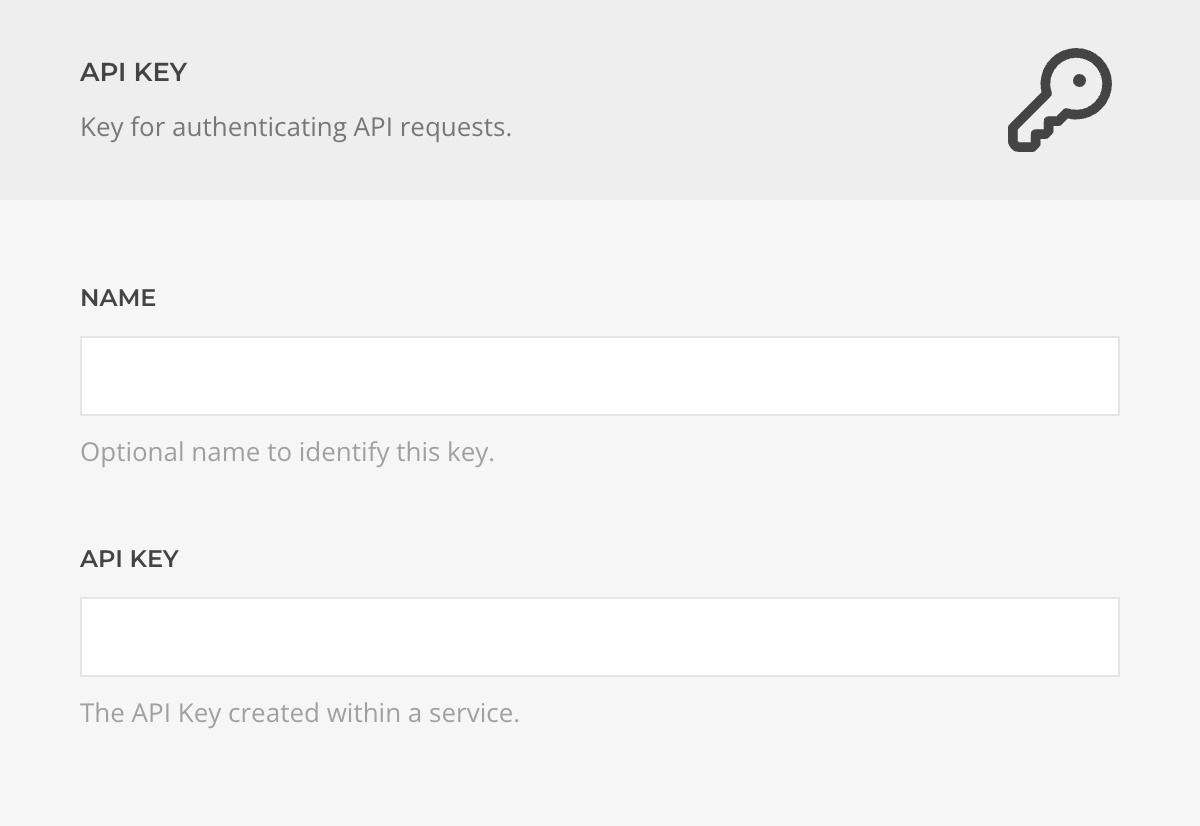 API KEY
Key for authenticating API requests.
NAME
Optional name to identify this key.
API KEY
The API Key created within a service.